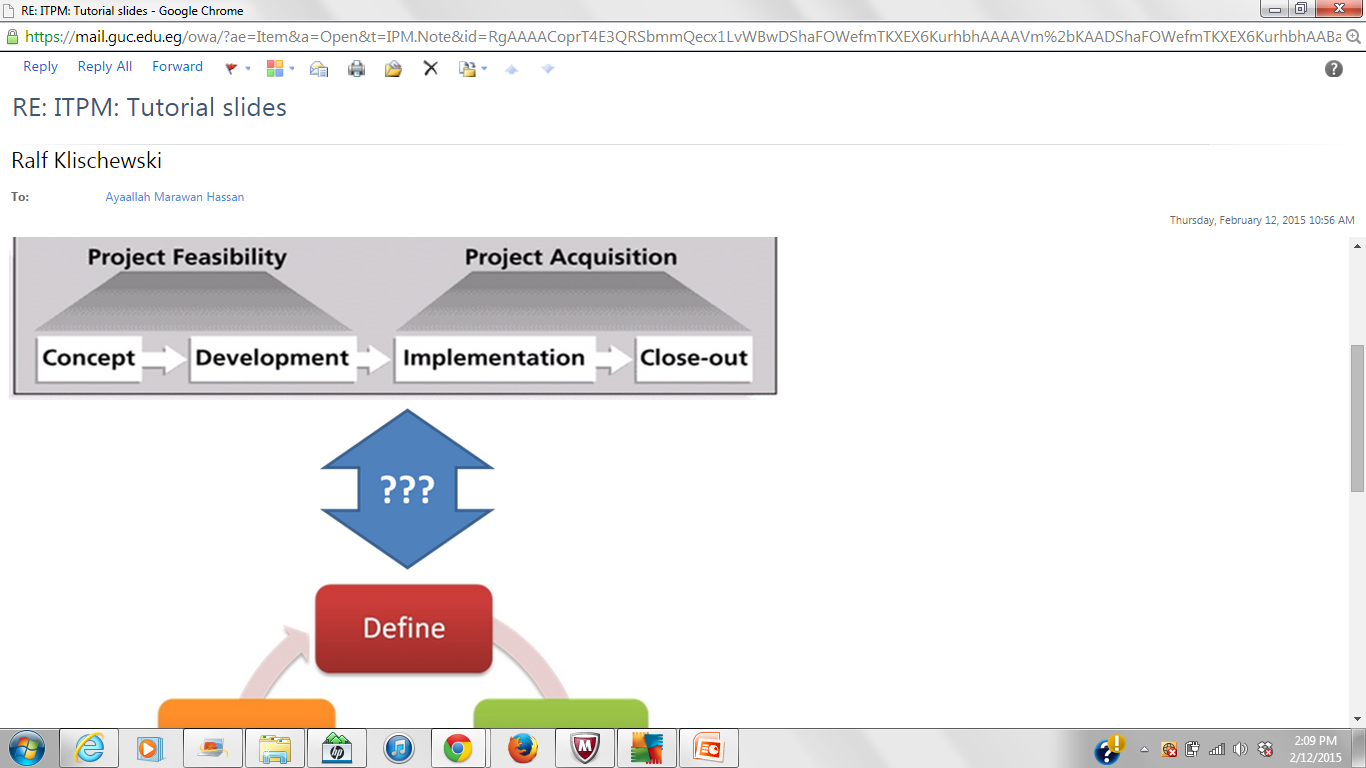 RE: ITPM: Tutorial slides - Google Chrome
https://mail.guc.edu.eg/owa/?ae=Item&a=Open&t=IPM.Note&id=RgAAAACoprT4E3QRSbmmQecx1LvWBwDShaFOWefmTKXEX6KurhbhAAAAVm%2bKAADShaFOWefmTKXEX6KurhbhAABa
Reply Reply All Forward
RE: ITPM: Tutorial slides
Ralf Klischewski
To: Ayaallah Marawan Hassan
Thursday, February 12, 2015 10:56 AM
Project Feasibility Project Acquisition
Concept Development Implementation Close-out
???
Define
2:09 PM
2/12/2015